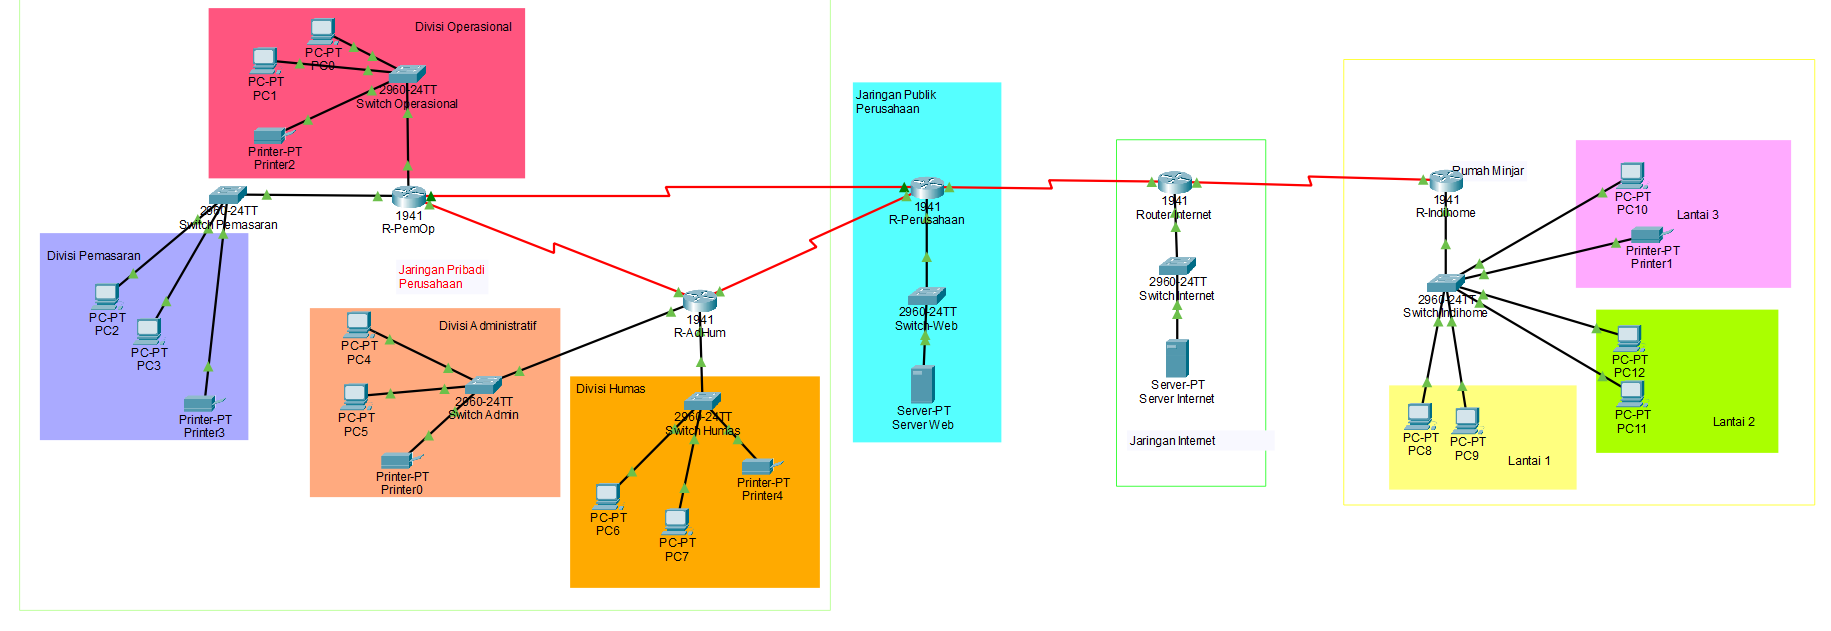 Divisi Operasional
PC-PT
PC0
PC-PT
PC1
2960-24TT
Switch Operasional
Printer-PT
Printer2
2960-24TT
Switch Pemasaran
1941
R-PemOp
Divisi Pemasaran
PC-PT
PC2
PC-PT
PC3
Printer-PT
Printer3
Jaringan Pribadi
Perusahaan
1941
R-AdHum
Divisi Administratif
PC-PT
PC4
PC-PT
PC5
2960-24TT
Switch Admin
Printer-PT
Printer0
Divisi Humas
2960-24TT
Switch Humas
PC-PT
PC6
PC-PT
PC7
Printer-PT
Printer4
Jaringan Publik
Perusahaan
1941
R-Perusahaan
2960-24TT
Switch-Web
Server-PT
Server Web
1941
Router Internet
2960-24TT
Switch Internet
Server-PT
Server Internet
Jaringan Internet
Rumah Minjar
1941
R-Indihome
2960-24TT
Switch Indihome
PC-PT
PC10
Lantai 3
Printer-PT
Printer1
PC-PT
PC12
PC-PT
PC11
Lantai 2
PC-PT
PC8
PC-PT
PC9
Lantai 1